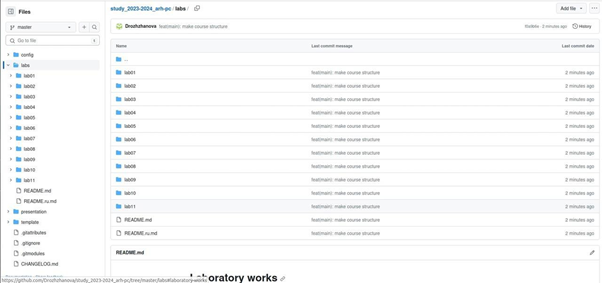 Files
study_2023-2024_arh-pc / labs /
Add file
master
Drozhzhanova feat(main): make course structure
2 minutes ago
History
Go to file
Name Last commit message Last commit date
config
labs
lab01
lab02
lab03
lab04
lab05
lab06
lab07
lab08
lab09
lab10
lab11
README.md
README.ru.md
presentation
template
.gitattributes
.gitignore
.gitmodules
CHANGELOG.md
..
lab01 feat(main): make course structure 2 minutes ago
lab02 feat(main): make course structure 2 minutes ago
lab03 feat(main): make course structure 2 minutes ago
lab04 feat(main): make course structure 2 minutes ago
lab05 feat(main): make course structure 2 minutes ago
lab06 feat(main): make course structure 2 minutes ago
lab07 feat(main): make course structure 2 minutes ago
lab08 feat(main): make course structure 2 minutes ago
lab09 feat(main): make course structure 2 minutes ago
lab10 feat(main): make course structure 2 minutes ago
lab11 feat(main): make course structure 2 minutes ago
README.md feat(main): make course structure 2 minutes ago
README.ru.md feat(main): make course structure 2 minutes ago
README.md
boratory works
https://github.com/Drozhzhanova/study_2023-2024_arh-pc/tree/master/labs#laboratory-works